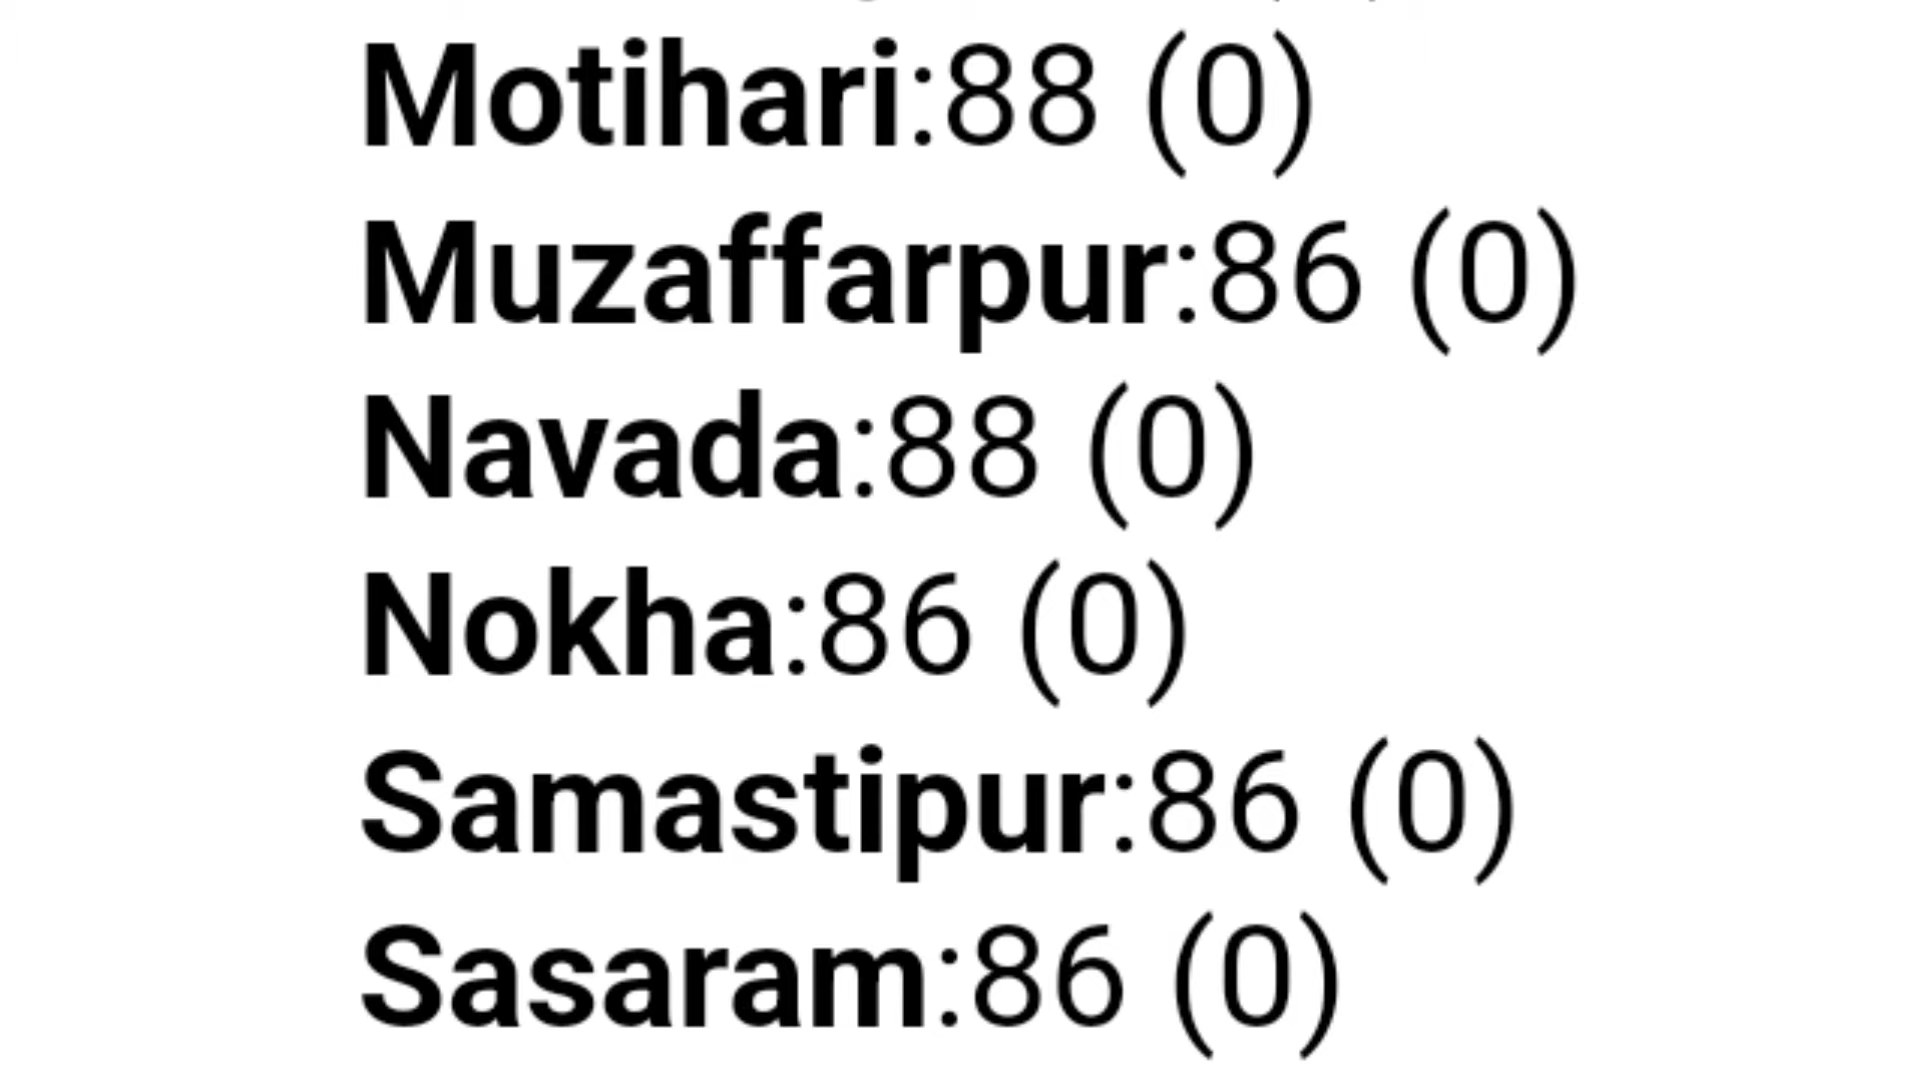 Motihari:88 (0)
Muzaffarpur:86 (0)
Navada:88 (0)
Nokha:86 (0)
Samastipur:86 (0)
Sasaram:86 (0)